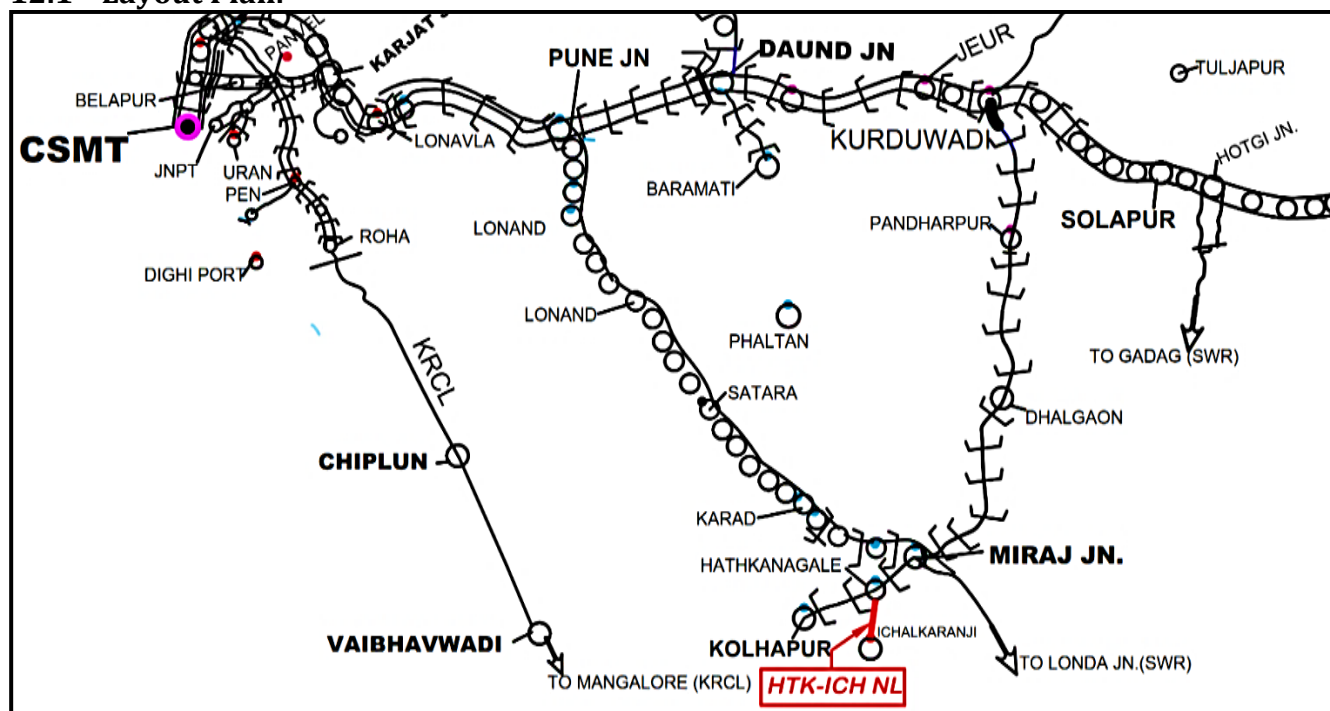 12.1 Layout Plan:
PANVEL
KARJAT
PUNE JN
DAUND JN
JEUR
TULJAPUR
BELAPUR
CSMT
LONAVLA
KURDUWADI
HOTGI JN.
JNPT
URAN
PEN
BARAMATI
LONAND
PANDHARPUR
SOLAPUR
ROHA
DIGHI PORT
LONAND
PHALTAN
TO GADAG (SWR)
KRCL
SATARA
DHALGAON
CHIPLUN
KARAD
HATHKANAGALE
MIRAJ JN.
VAIBHAVWADI
KOLHAPUR
ICHALKARANJI
TO LONDA JN.(SWR)
TO MANGALORE (KRCL)
HTK-ICH NL